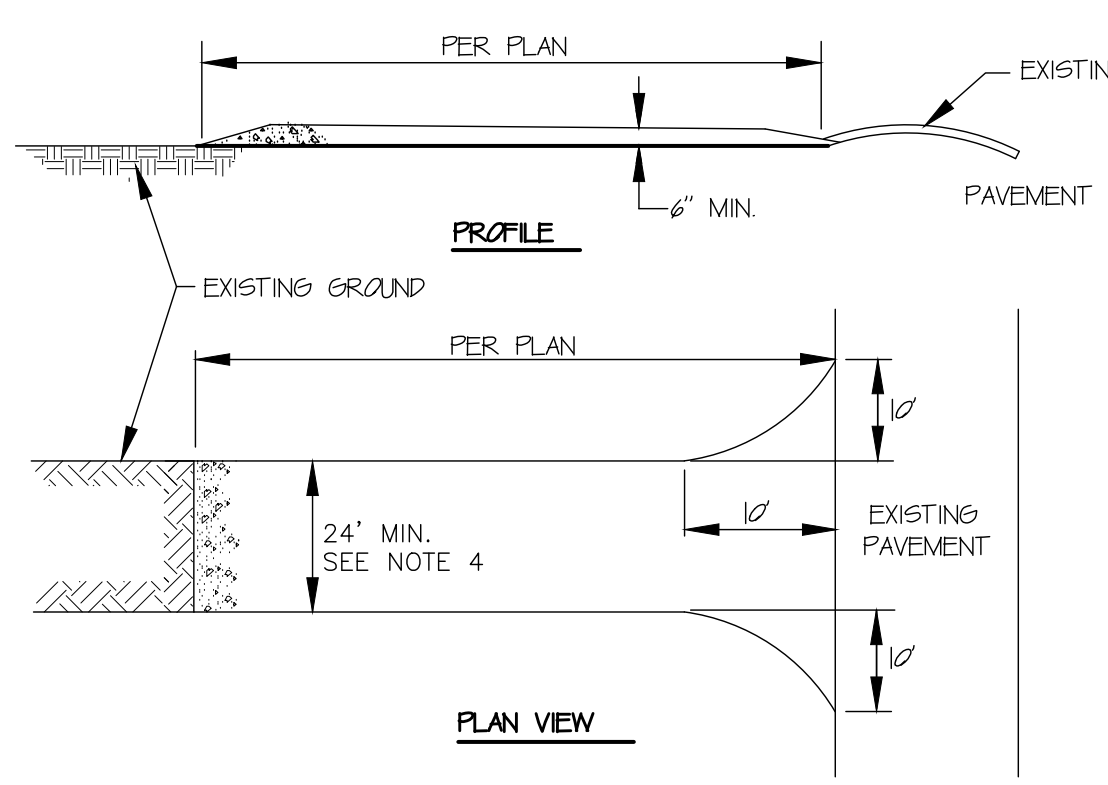 PER PLAN
EXISTIN
6" MIN.
PAVEMENT
PROFILE
EXISTING GROUND
PER PLAN
10'
10'
EXISTING
PAVEMENT
24' MIN.
SEE NOTE 4
10'
PLAN VIEW